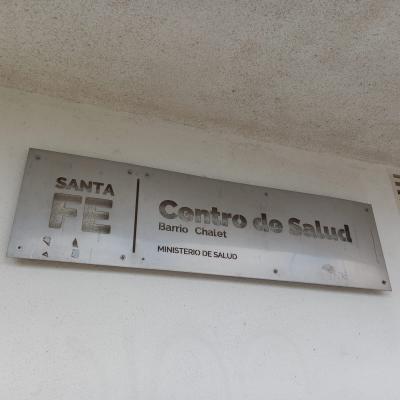 SANTA
FE
Centro de Salud
Barrio Chalet
MINISTERIO DE SALUD